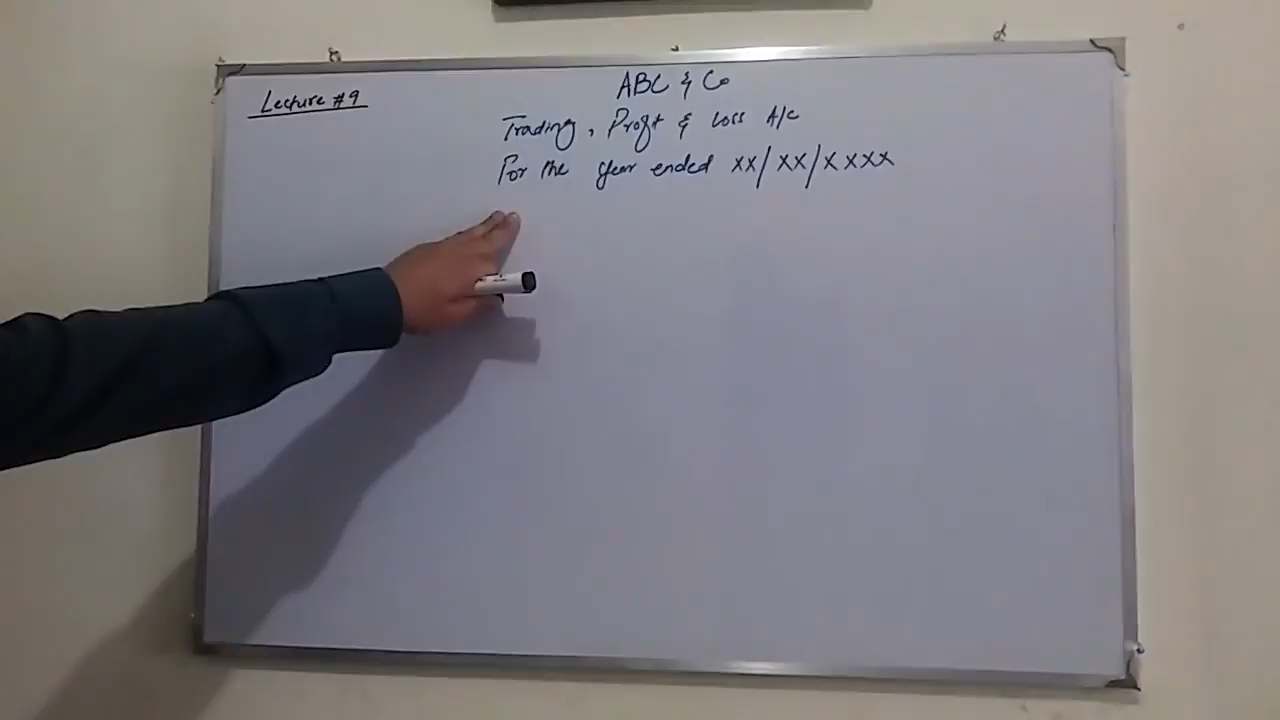 Lecture #9
ABC & Co
Trading, Profit & Loss A/c
For the year ended xx/xx/xxxx